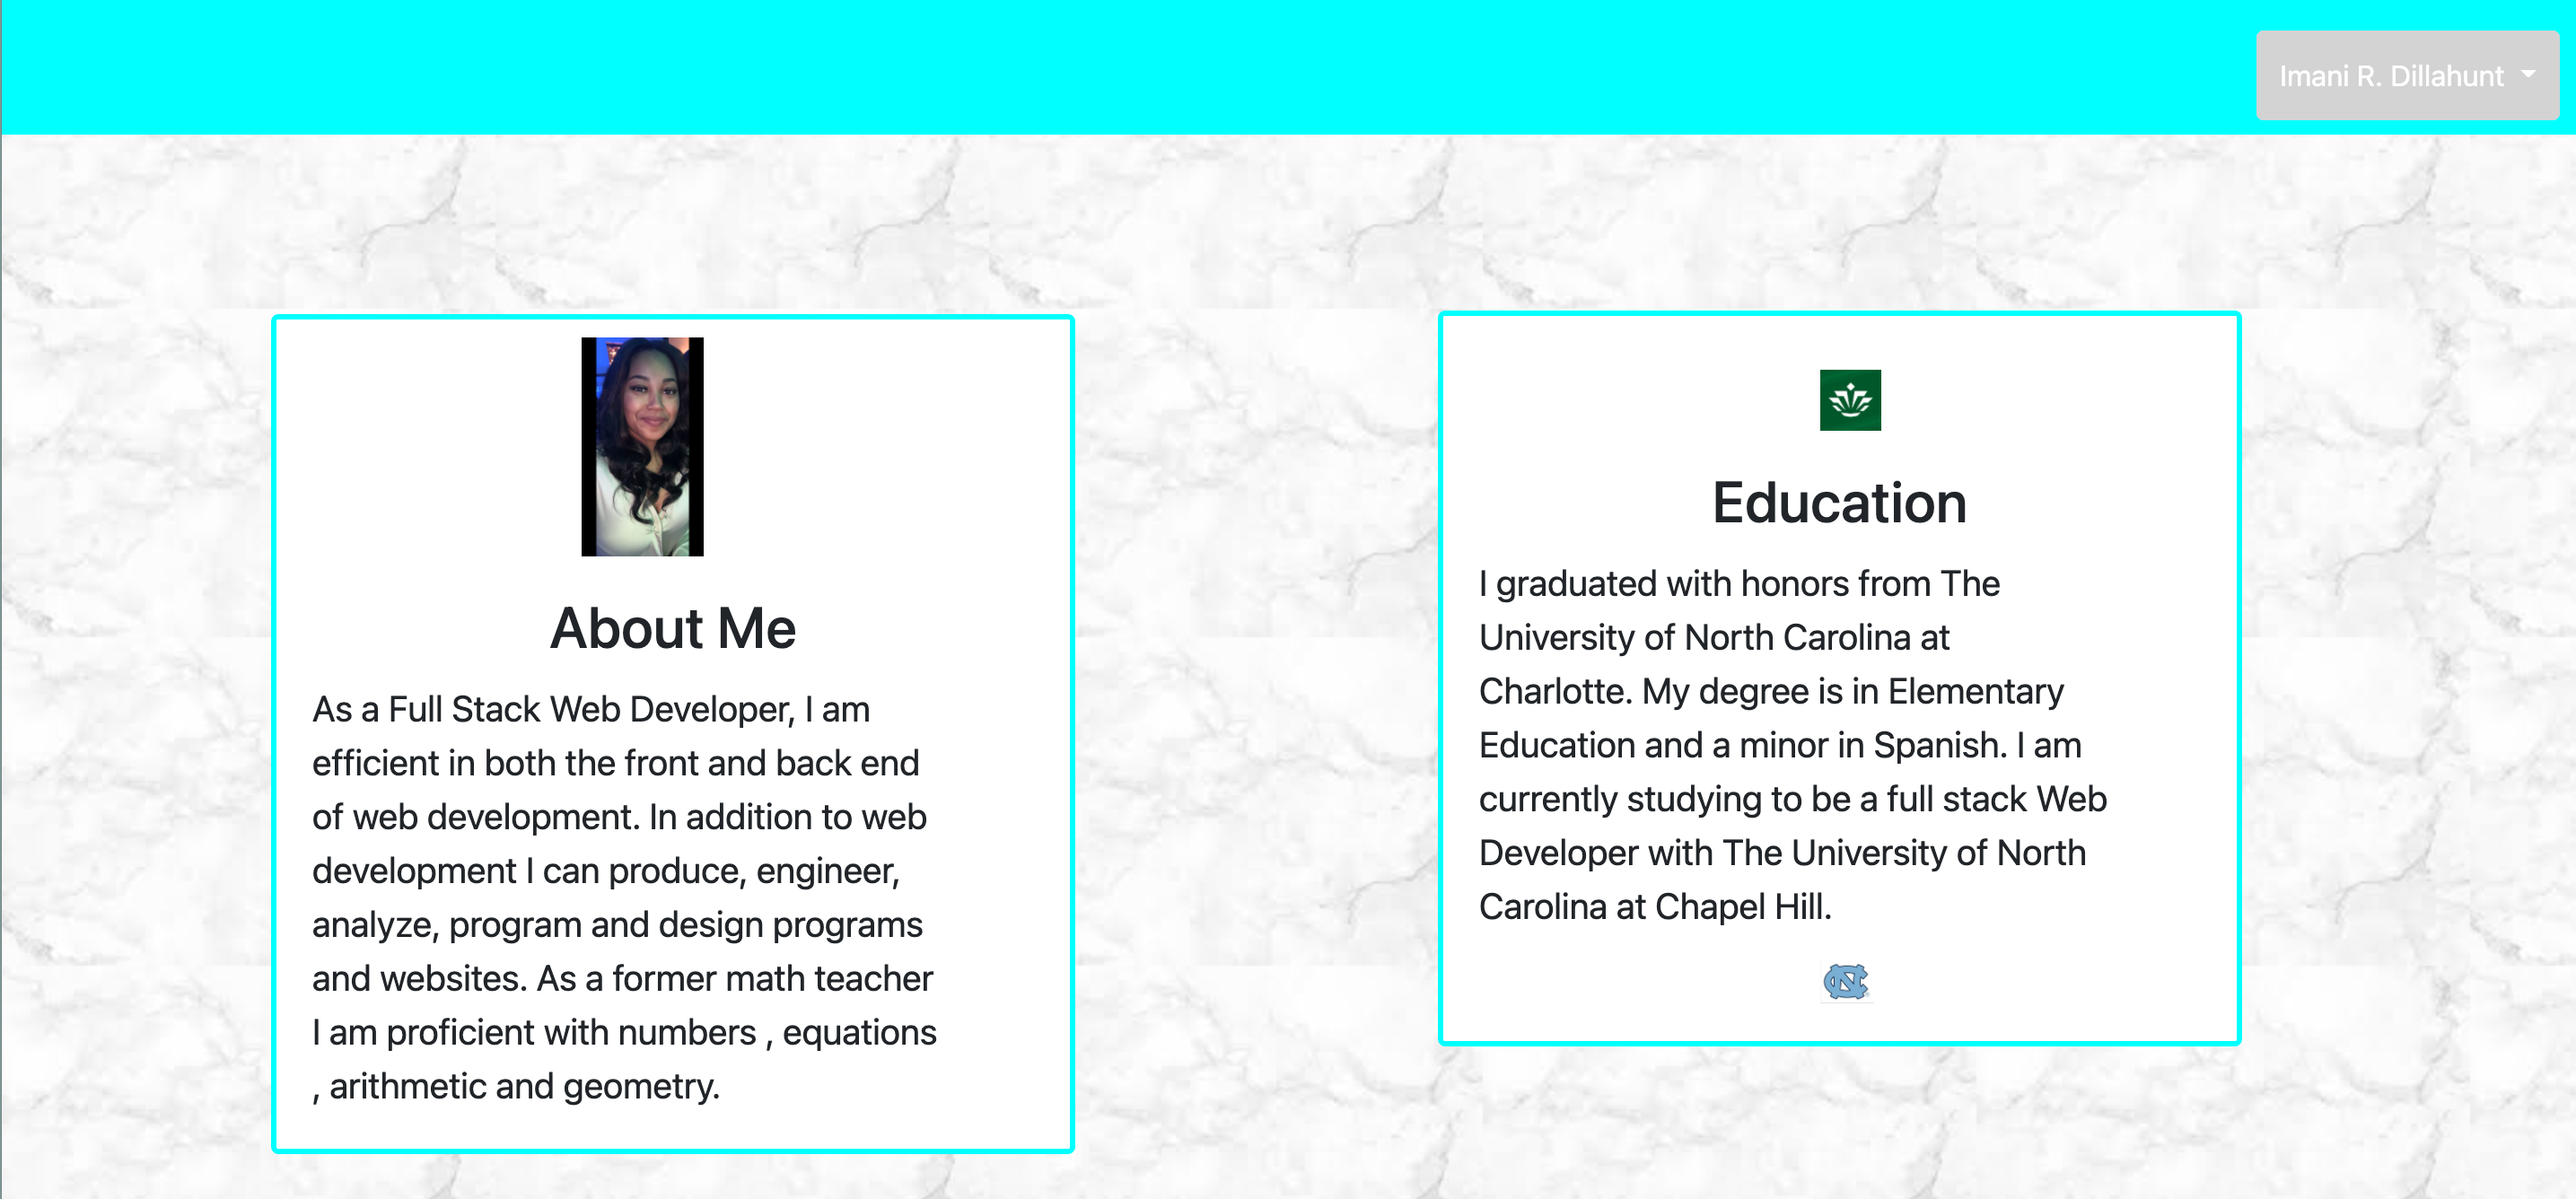 Imani R. Dillahunt
About Me
As a Full Stack Web Developer, I am
efficient in both the front and back end
of web development. In addition to web
development I can produce, engineer,
analyze, program and design programs
and websites. As a former math teacher
I am proficient with numbers , equations
, arithmetic and geometry.
Education
I graduated with honors from The
University of North Carolina at
Charlotte. My degree is in Elementary
Education and a minor in Spanish. I am
currently studying to be a full stack Web
Developer with The University of North
Carolina at Chapel Hill.
NC